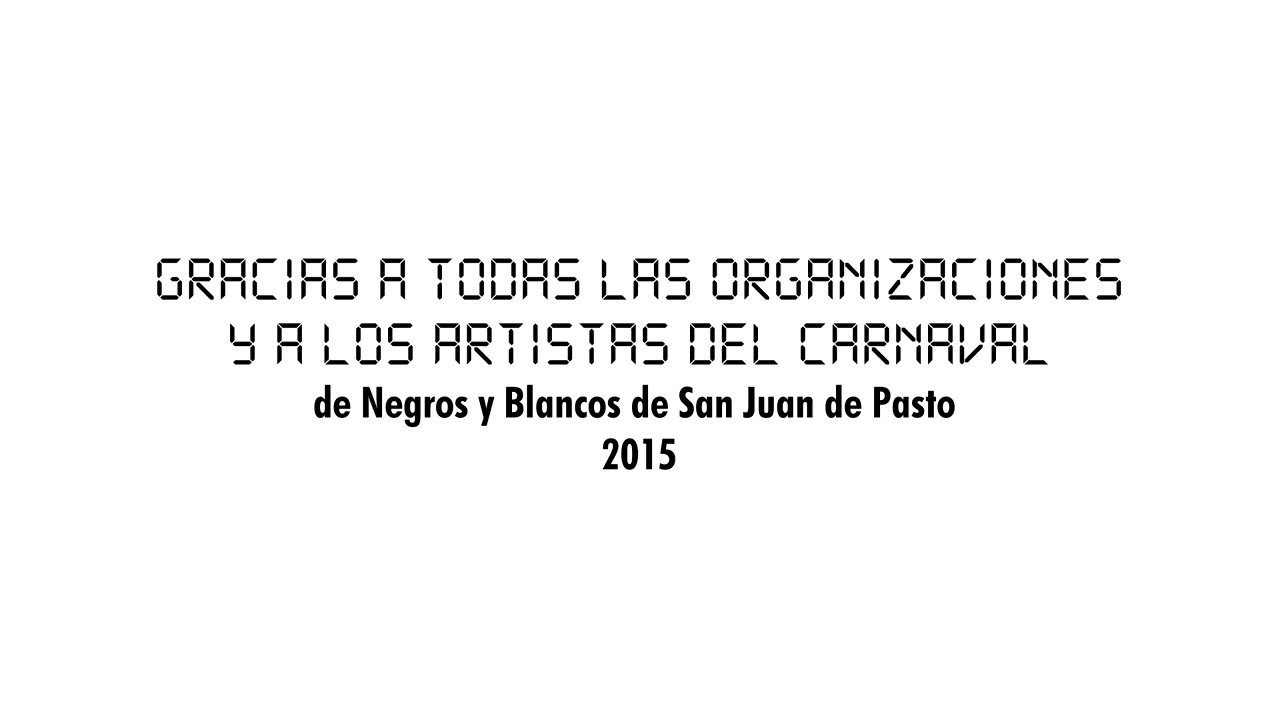 GRACIAS A TODAS LAS ORGANIZACIONES
Y A LOS ARTISTAS DEL CARNAVAL
de Negros y Blancos de San Juan de Pasto
2015